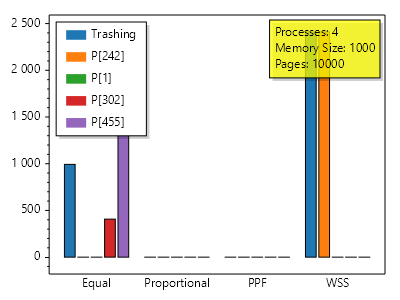 2 500
2 000
1 500
1 000
500
0
Trashing
P[242]
P[1]
P[302]
P[455]
Processes: 4
Memory Size: 1000
Pages: 10000
Equal
Proportional
PPF
WSS